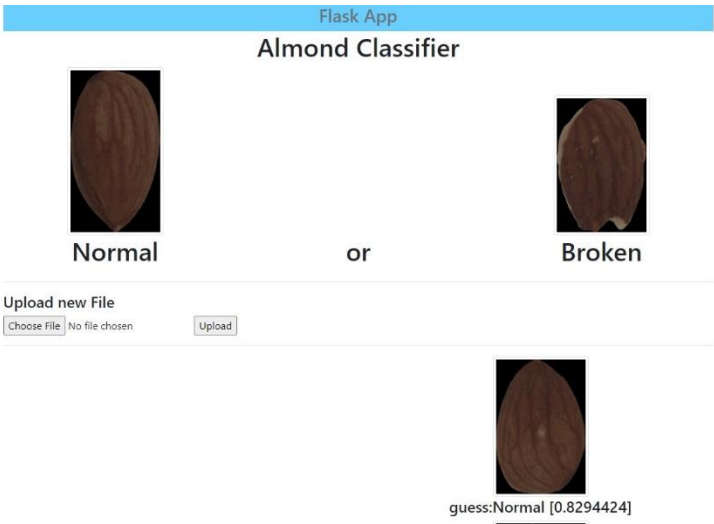 Flask App
Almond Classifier
Normal or Broken
Upload new File
Choose File No file chosen Upload
guess:Normal [0.8294424]